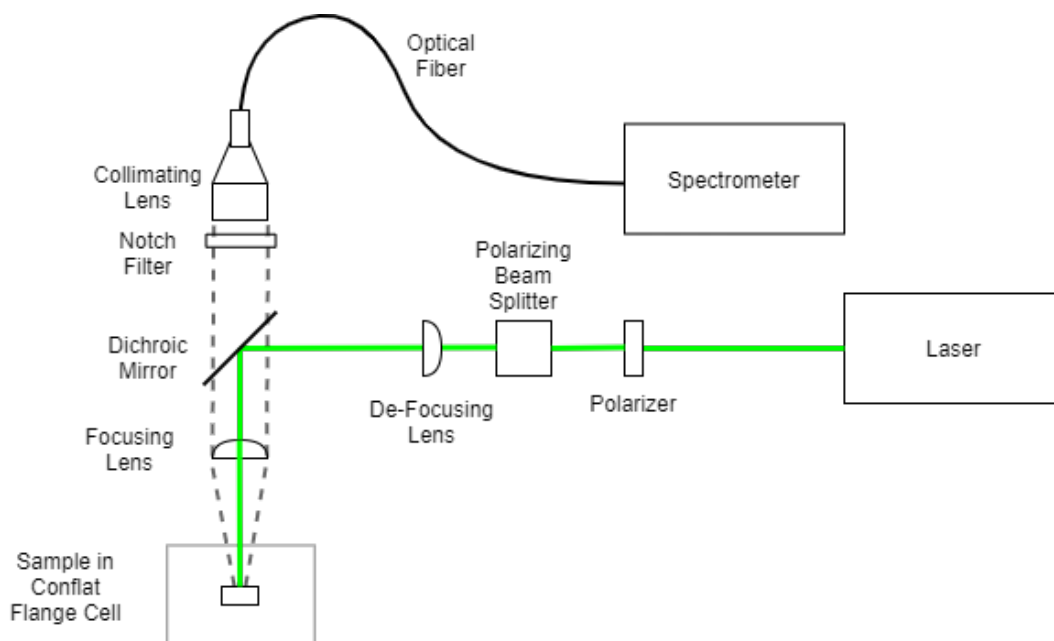 Optical
Fiber
Collimating
Lens
Spectrometer
Notch
Filter
Polarizing
Beam
Splitter
Dichroic
Mirror
Laser
De-Focusing
Lens
Polarizer
Focusing
Lens
Sample in
Conflat
Flange Cell